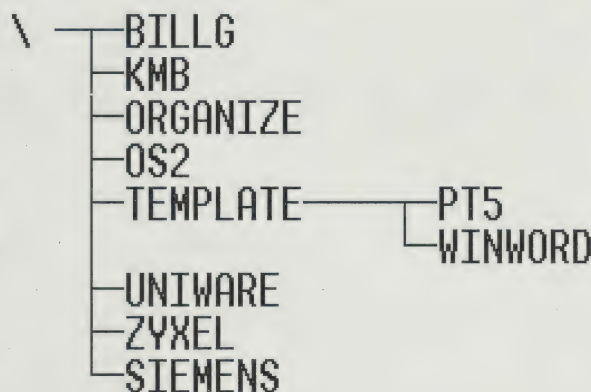 \ BILLG
KMB
ORGANIZE
OS2
TEMPLATE PT5
WINWORD
UNIWARE
ZYXEL
SIEMENS